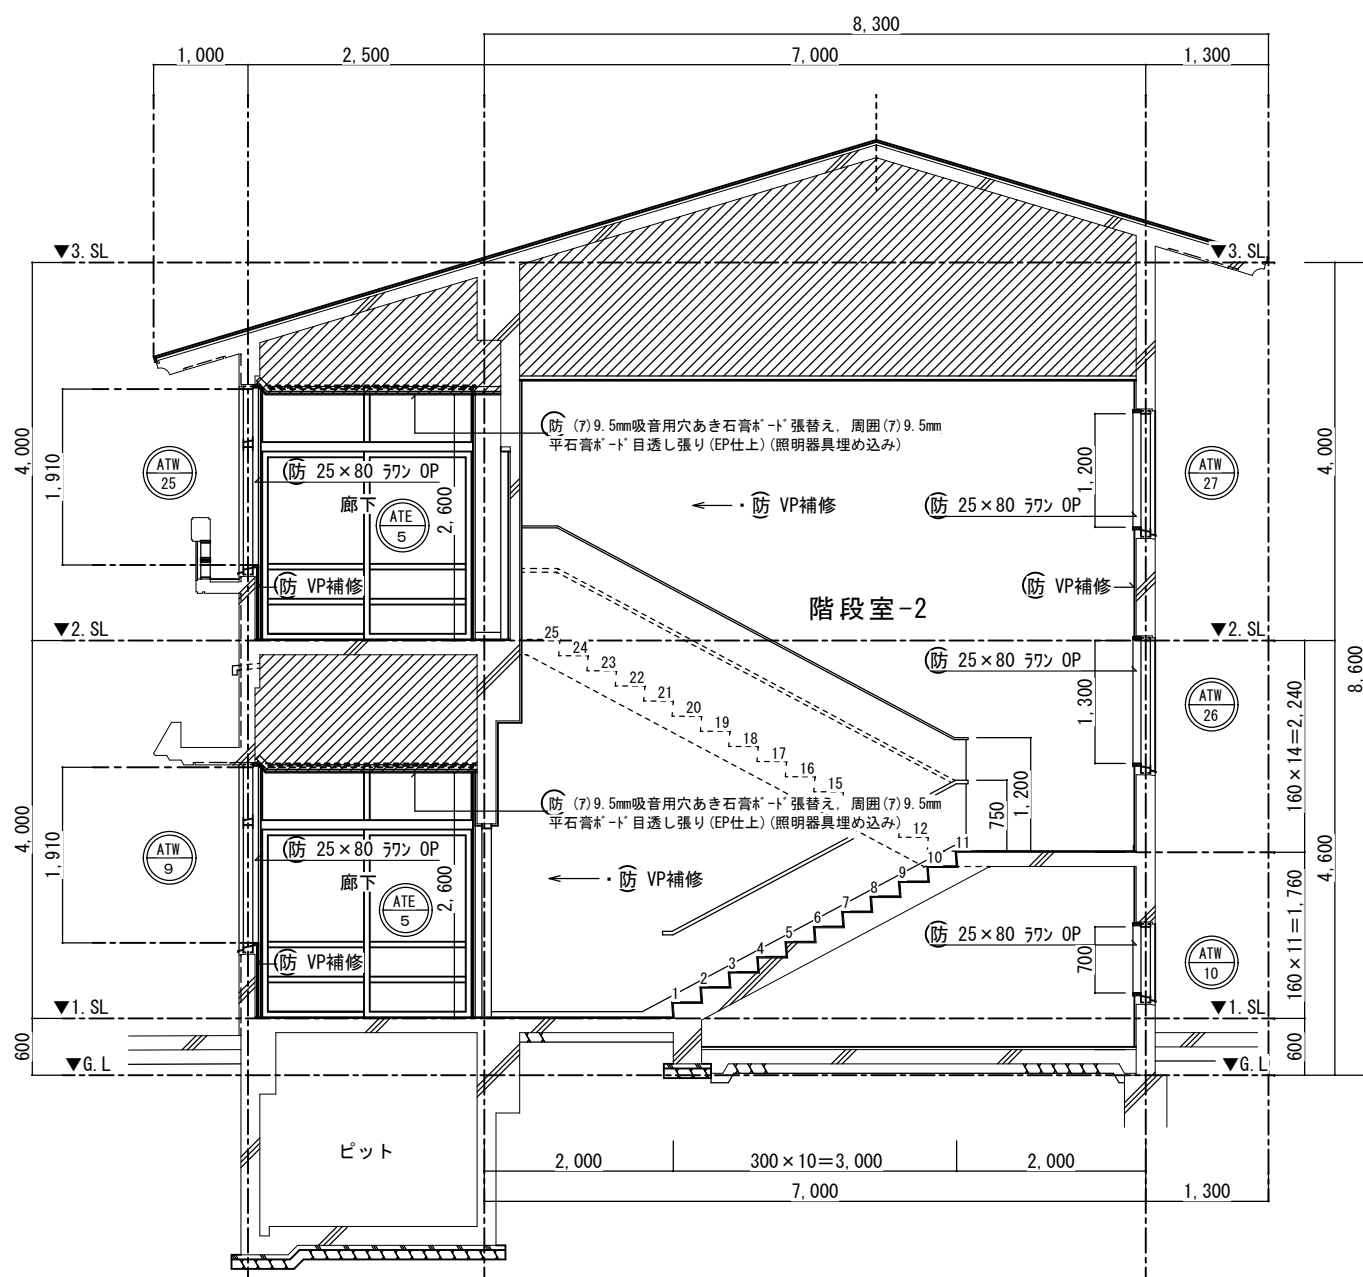 8,300
1,000
2,500
7,000
1,300
▼3.SL
▼3.SL
4,000
1,910
ATW
25
防 (ｱ)9.5mm吸音用穴あき石膏ﾎﾞｰﾄﾞ張替え, 周囲(ｱ)9.5mm
平石膏ﾎﾞｰﾄﾞ目透し張り(EP仕上)(照明器具埋め込み)
防 25×80 ﾗﾜﾝ OP
廊下
ATE
5
2,600
防 VP補修
防 VP補修
防 25×80 ﾗﾜﾝ OP
1,200
ATW
27
4,000
防 VP補修
階段室-2
▼2.SL
▼2.SL
25
24
23
22
21
20
19
18
17
16
15
12
11
10
9
8
7
6
5
4
3
2
1
防 25×80 ﾗﾜﾝ OP
1,300
ATW
26
160×14=2,240
8,600
750
1,200
4,000
1,910
ATW
9
防 (ｱ)9.5mm吸音用穴あき石膏ﾎﾞｰﾄﾞ張替え, 周囲(ｱ)9.5mm
平石膏ﾎﾞｰﾄﾞ目透し張り(EP仕上)(照明器具埋め込み)
防 25×80 ﾗﾜﾝ OP
廊下
ATE
5
2,600
防 VP補修
防 VP補修
防 25×80 ﾗﾜﾝ OP
700
ATW
10
160×11=1,760
4,600
▼1.SL
▼1.SL
600
600
▼G.L
▼G.L
ピット
2,000
300×10=3,000
2,000
7,000
1,300